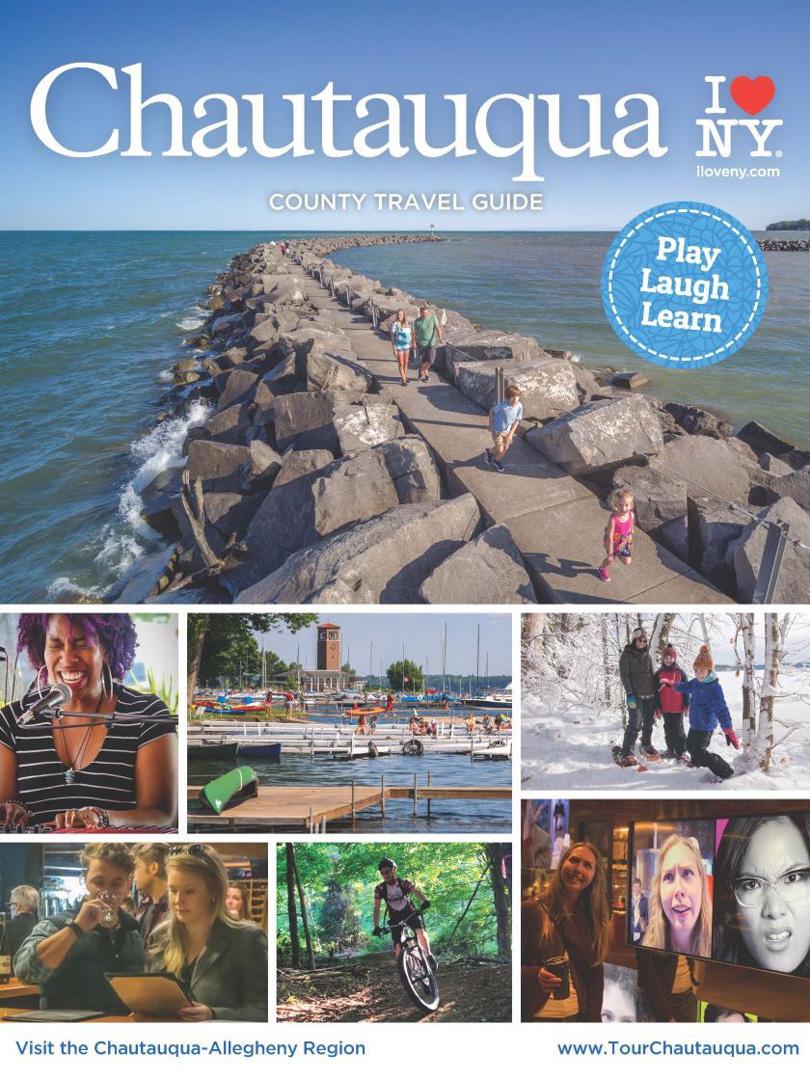 Chautauqua
I ❤ NY®
iloveny.com
COUNTY TRAVEL GUIDE
Play
Laugh
Learn
Visit the Chautauqua-Allegheny Region
www.TourChautauqua.com